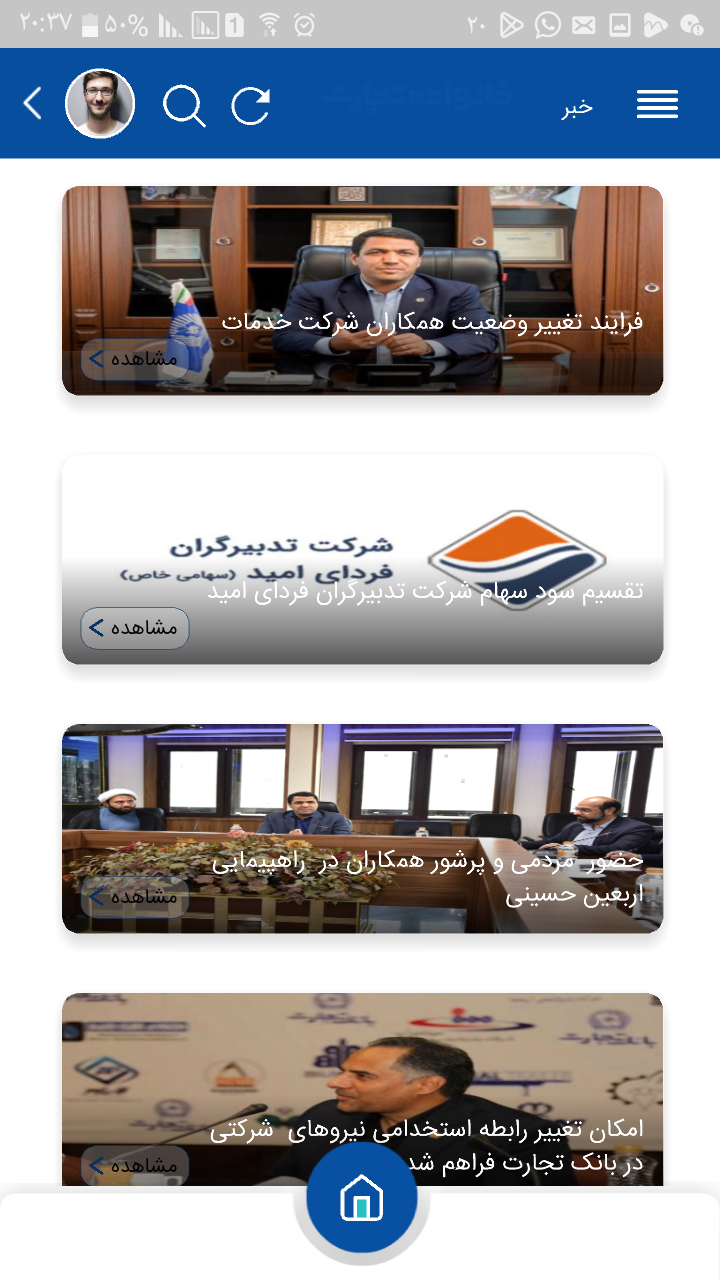 ۲۰:۳۷ ۵۰% 1 ۲۰
خبر
فرایند تغییر وضعیت همکاران شرکت خدمات
مشاهده
شرکت تدبیرگران
فردای امید (سهامی خاص)
تقسیم سود سهام شرکت تدبیرگران فردای امید
مشاهده
حضور مردمی و پرشور همکاران در راهپیمایی
اربعین حسینی
مشاهده
امکان تغییر رابطه استخدامی نیروهای شرکتی
در بانک تجارت فراهم شد
مشاهده